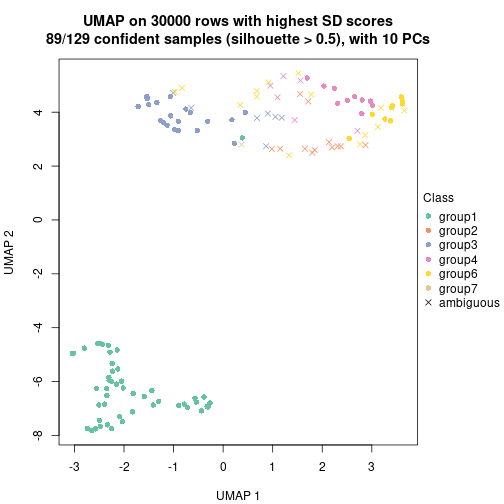 UMAP on 30000 rows with highest SD scores
89/129 confident samples (silhouette > 0.5), with 10 PCs
4
2
0
-2
-4
-6
-8
UMAP 2
-3
-2
-1
0
1
2
3
UMAP 1
Class
group1
group2
group3
group4
group6
group7
ambiguous